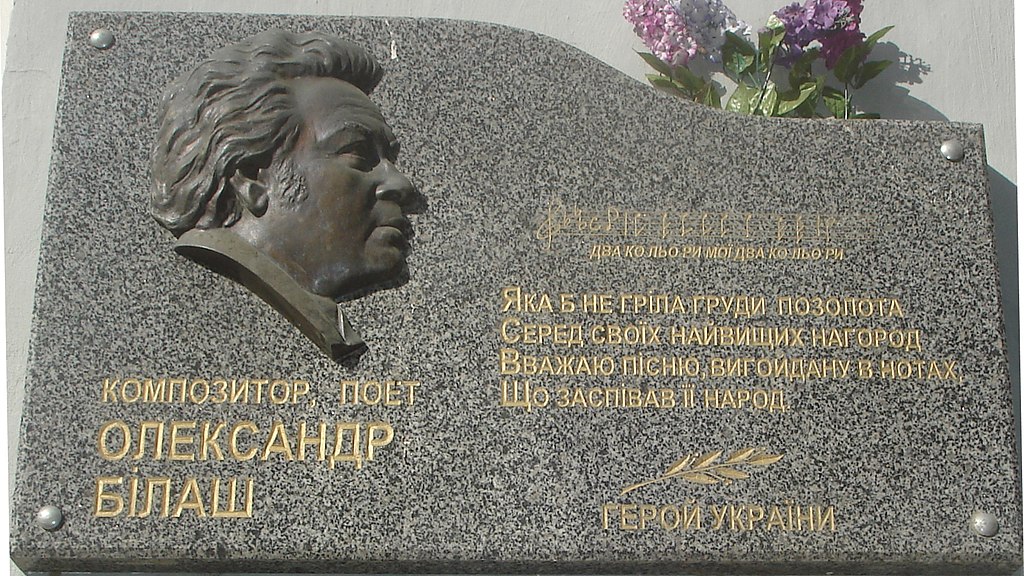 КОМПОЗИТОР, ПОЕТ
ОЛЕКСАНДР
БІЛАШ
ДВА КО ЛЬО РИ МОЇ ДВА КО ЛЬО РИ
ЯКА Б НЕ ГРІЛА ГРУДИ ПОЗОЛОТА
СЕРЕД СВОЇХ НАЙВИЩИХ НАГОРОД
ВВАЖАЮ ПІСНЮ, ВИГОЙДАНУ В НОТАХ,
ЩО ЗАСПІВАВ ЇЇ НАРОД.
ГЕРОЙ УКРАЇНИ